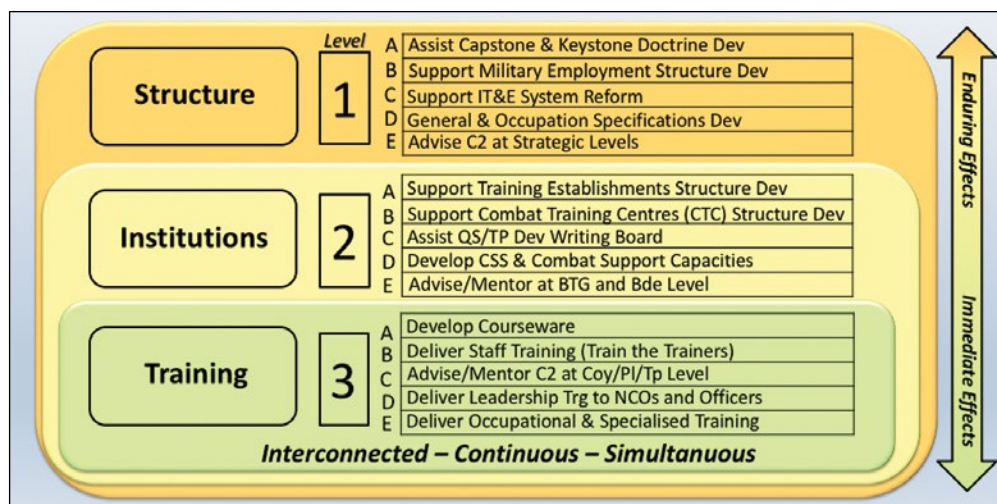 Level
Structure
1
A Assist Capstone & Keystone Doctrine Dev
B Support Military Employment Structure Dev
C Support IT&E System Reform
D General & Occupation Specifications Dev
E Advise C2 at Strategic Levels
Institutions
2
A Support Training Establishments Structure Dev
B Support Combat Training Centres (CTC) Structure Dev
C Assist QS/TP Dev Writing Board
D Develop CSS & Combat Support Capacities
E Advise/Mentor at BTG and Bde Level
Training
3
A Develop Courseware
B Deliver Staff Training (Train the Trainers)
C Advise/Mentor C2 at Coy/Pl/Tp Level
D Deliver Leadership Trg to NCOs and Officers
E Deliver Occupational & Specialised Training
Interconnected – Continuous – Simultanuous
Enduring Effects
Immediate Effects